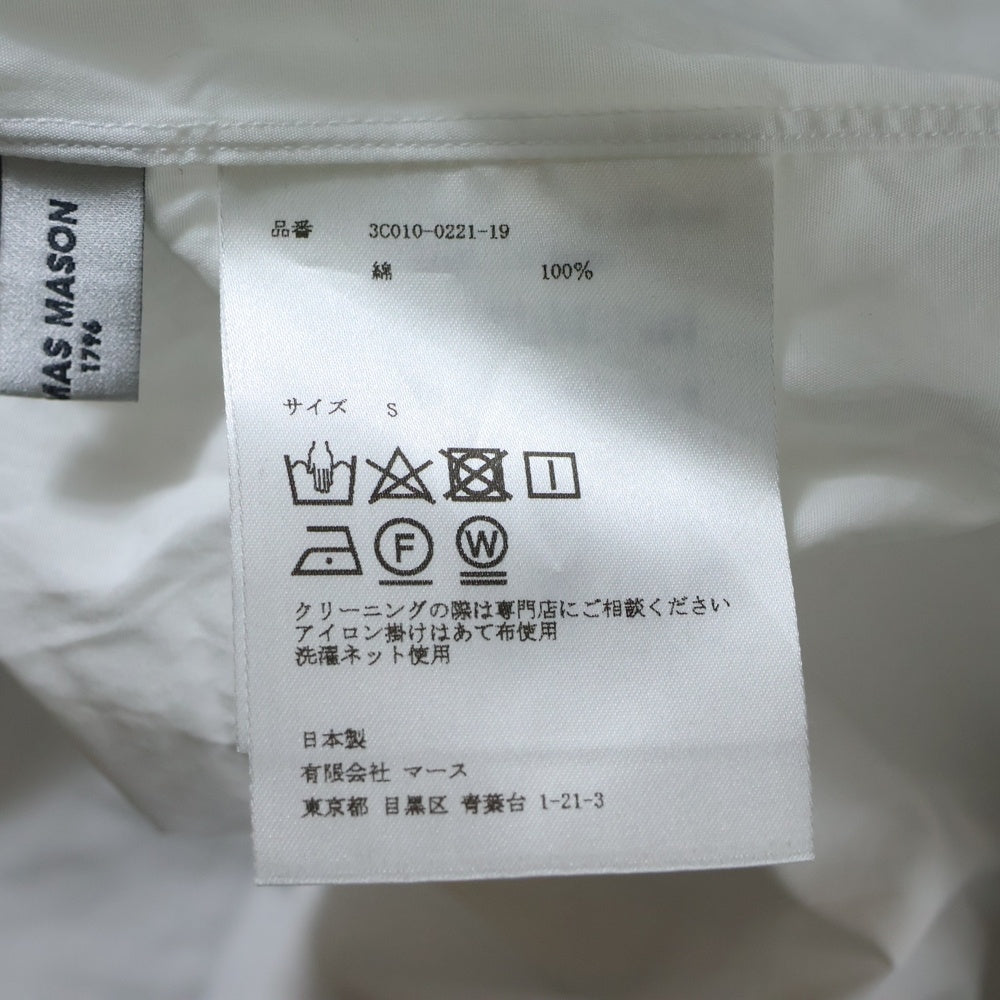 MAS MASON
1796
品番 3C010-0221-19
綿 100%
サイズ S
F W
クリーニングの際は専門店にご相談ください
アイロン掛けはあて布使用
洗濯ネット使用
日本製
有限会社 マース
東京都 目黒区 青葉台 1-21-3